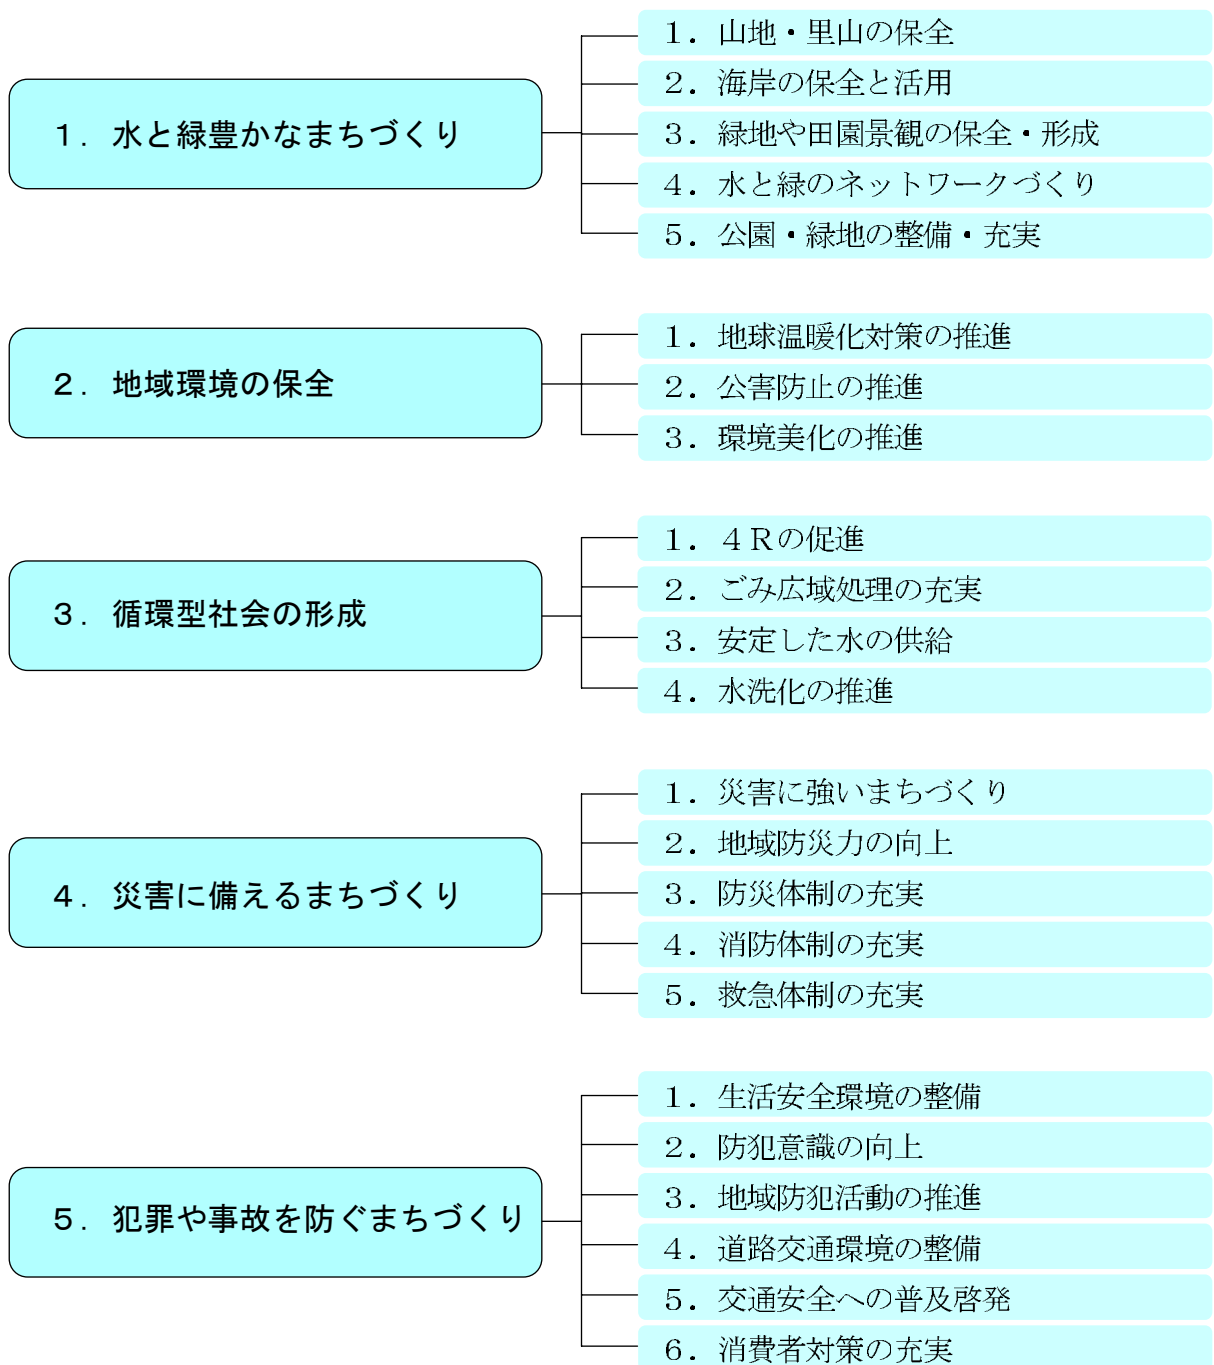 1．水と緑豊かなまちづくり
1．山地・里山の保全
2．海岸の保全と活用
3．緑地や田園景観の保全・形成
4．水と緑のネットワークづくり
5．公園・緑地の整備・充実
2．地域環境の保全
1．地球温暖化対策の推進
2．公害防止の推進
3．環境美化の推進
3．循環型社会の形成
1．4Rの促進
2．ごみ広域処理の充実
3．安定した水の供給
4．水洗化の推進
4．災害に備えるまちづくり
1．災害に強いまちづくり
2．地域防災力の向上
3．防災体制の充実
4．消防体制の充実
5．救急体制の充実
5．犯罪や事故を防ぐまちづくり
1．生活安全環境の整備
2．防犯意識の向上
3．地域防犯活動の推進
4．道路交通環境の整備
5．交通安全への普及啓発
6．消費者対策の充実